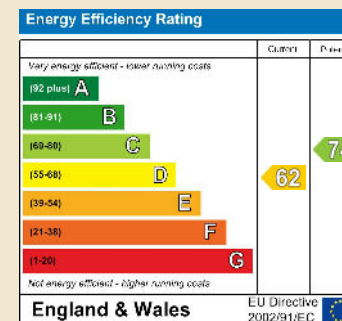 Energy Efficiency Rating
Current
Very energy efficient - lower running costs
(92 plus) A
(81-91) B
(69-80) C
74
(55-68) D
62
(39-54) E
(21-38) F
(1-20) G
Not energy efficient - higher running costs
England & Wales
EU Directive
2002/91/EC